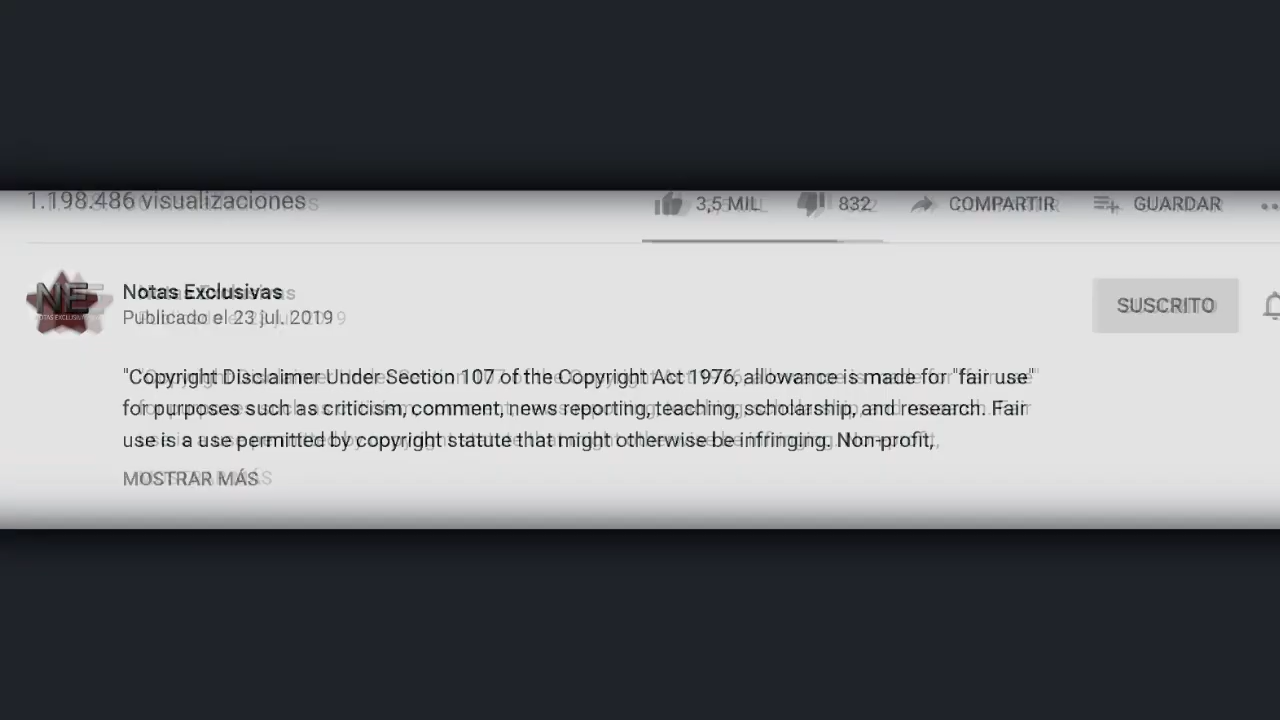 1.198.486 visualizaciones
3,5 MIL 832 COMPARTIR GUARDAR
NE
NOTAS EXCLUSIVAS
Notas Exclusivas
Publicado el 23 jul. 2019
SUSCRITO
"Copyright Disclaimer Under Section 107 of the Copyright Act 1976, allowance is made for "fair use"
for purposes such as criticism, comment, news reporting, teaching, scholarship, and research. Fair
use is a use permitted by copyright statute that might otherwise be infringing. Non-profit,
MOSTRAR MÁS